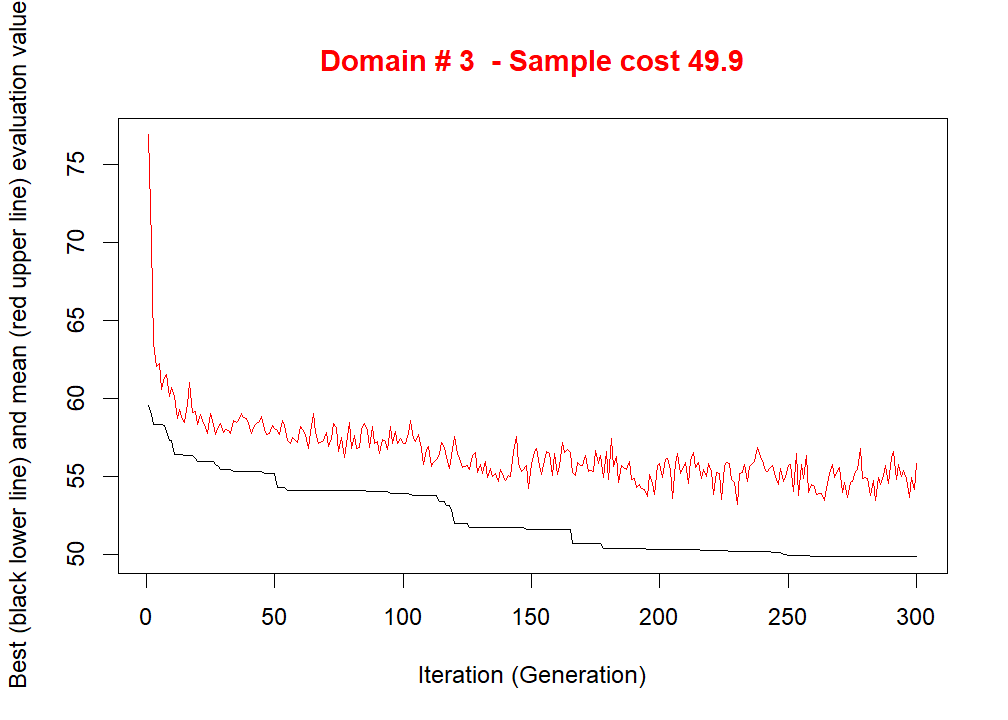 Domain # 3  - Sample cost 49.9
Best (black lower line) and mean (red upper line) evaluation value
75
70
65
60
55
50
0 50 100 150 200 250 300
Iteration (Generation)